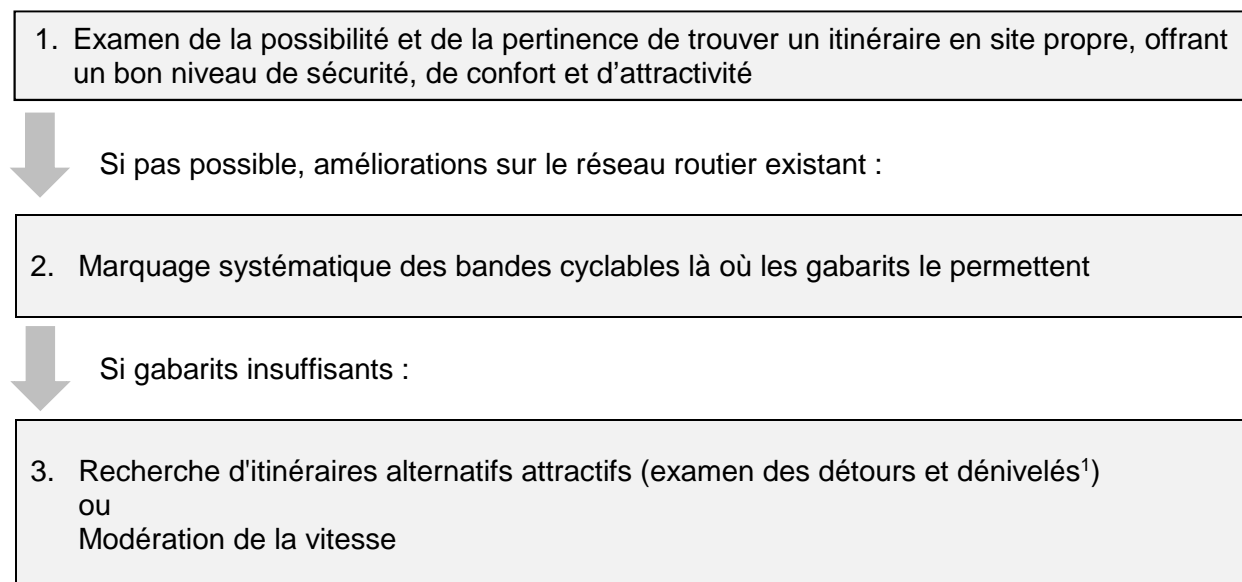 1. Examen de la possibilité et de la pertinence de trouver un itinéraire en site propre, offrant
un bon niveau de sécurité, de confort et d’attractivité
Si pas possible, améliorations sur le réseau routier existant :
2. Marquage systématique des bandes cyclables là où les gabarits le permettent
Si gabarits insuffisants :
3. Recherche d'itinéraires alternatifs attractifs (examen des détours et dénivelés¹)
ou
Modération de la vitesse